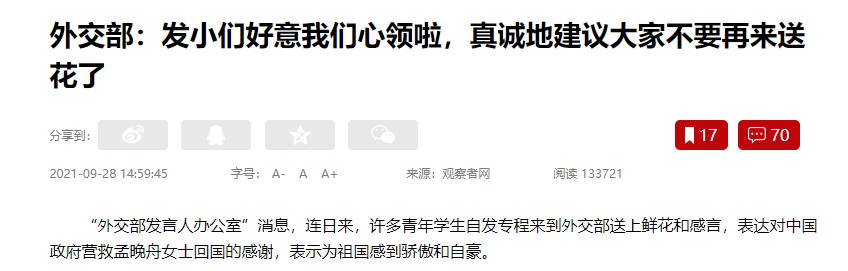 外交部：发小们好意我们心领啦，真诚地建议大家不要再来送
花了
分享到：
17
70
2021-09-28 14:59:45 字号： A- A A+ 来源：观察者网 阅读 133721
“外交部发言人办公室”消息，连日来，许多青年学生自发专程来到外交部送上鲜花和感言，表达对中国
政府营救孟晚舟女士回国的感谢，表示为祖国感到骄傲和自豪。